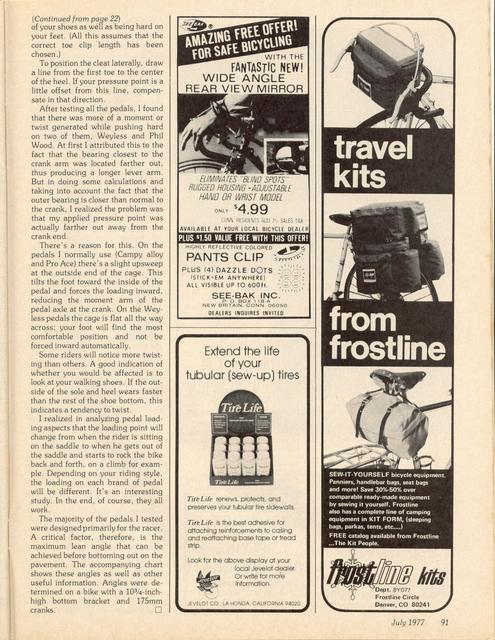 (Continued from page 22)
of your shoes as well as being hard on
your feet. (All this assumes that the
correct toe clip length has been
chosen.)
To position the cleat laterally, draw
a line from the first toe to the center
of the heel. If your pressure point is a
little offset from this line, compen-
sate in that direction.
After testing all the pedals, I found
that there was more of a moment or
twist generated while pushing hard
on two of them, Weyless and Phil
Wood. At first I attributed this to the
fact that the bearing closest to the
crank arm was located farther out,
thus producing a longer lever arm.
But in doing some calculations and
taking into account the fact that the
outer bearing is closer than normal to
the crank, I realized the problem was
that my applied pressure point was
actually farther out away from the
crank end.
There's a reason for this. On the
pedals I normally use (Campy alloy
and Pro Ace) there's a slight upsweep
at the outside end of the cage. This
tilts the foot toward the inside of the
pedal and forces the loading inward,
reducing the moment arm of the
pedal axle at the crank. On the Wey-
less pedals the cage is flat all the way
across; your foot will find the most
comfortable position and not be
forced inward automatically.
Some riders will notice more twist-
ing than others. A good indication of
whether you would be affected is to
look at your walking shoes. If the out-
side of the sole and heel wears faster
than the rest of the shoe bottom, this
indicates a tendency to twist.
I realized in analyzing pedal load-
ing aspects that the loading point will
change from when the rider is sitting
on the saddle to when he gets out of
the saddle and starts to rock the bike
back and forth, on a climb for exam-
ple. Depending on your riding style,
the loading on each brand of pedal
will be different. It's an interesting
study. In the end, of course, they all
work.
The majority of the pedals I tested
were designed primarily for the racer.
A critical factor, therefore, is the
maximum lean angle that can be
achieved before bottoming out on the
pavement. The accompanying chart
shows these angles as well as other
useful information. Angles were de-
termined on a bike with a 10¾-inch-
high bottom bracket and 175mm
cranks.
SEE-BAK
AMAZING FREE OFFER!
FOR SAFE BICYCLING
WITH THE
FANTASTIC NEW!
WIDE ANGLE
REAR VIEW MIRROR
ELIMINATES "BLIND SPOTS"
RUGGED HOUSING - ADJUSTABLE
HAND OR WRIST MODEL
ONLY $4.99
CONN. RESIDENTS ADD 7% SALES TAX
AVAILABLE AT YOUR LOCAL BICYCLE DEALER
PLUS $1.50 VALUE FREE WITH THIS OFFER!
HIGHLY REFLECTIVE COLORED
PANTS CLIP
PLUS (4) DAZZLE DOTS
(STICK-EM ANYWHERE)
ALL VISIBLE UP TO 600ft.
SEE-BAK INC.
P.O. BOX 118-A
NEW BRITAIN, CONN. 06050
DEALERS INQUIRES INVITED
Extend the life
of your
tubular (sew-up) tires
Tire Life
Tire Life
Tire Life renews, protects, and
preserves your tubular tire sidewalls.
Tire Life is the best adhesive for
attaching reinforcements to caling
and reattaching base tape or tread
strip.
Look for the above display at
your local Jevelot dealer.
Or write for more
information.
JEVELOT CO., LA HONDA, CALIFORNIA 94020
travel
kits
from
frostline
SEW-IT-YOURSELF bicycle equipment.
Panniers, handlebar bags, seat bags
and more! Save 30%-50% over
comparable ready-made equipment
by sewing it yourself. Frostline
also has a complete line of camping
equipment in KIT FORM, (sleeping
bags, parkas, tents, etc....)
FREE catalog available from Frostline
...The Kit People.
frostline kits
Dept. BY077
Frostline Circle
Denver, CO 80241
July 1977 91